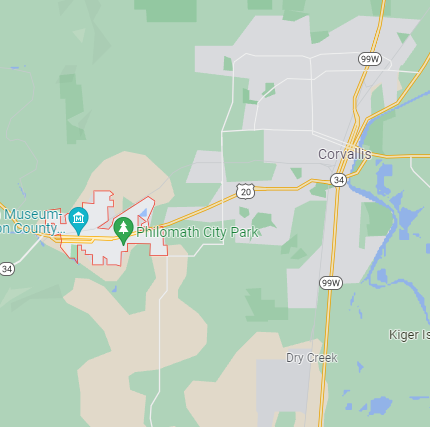 99W
Corvallis
34
20
Museum-
on County...
Philomath City Park
34
99W
Kiger Is
Dry Creek